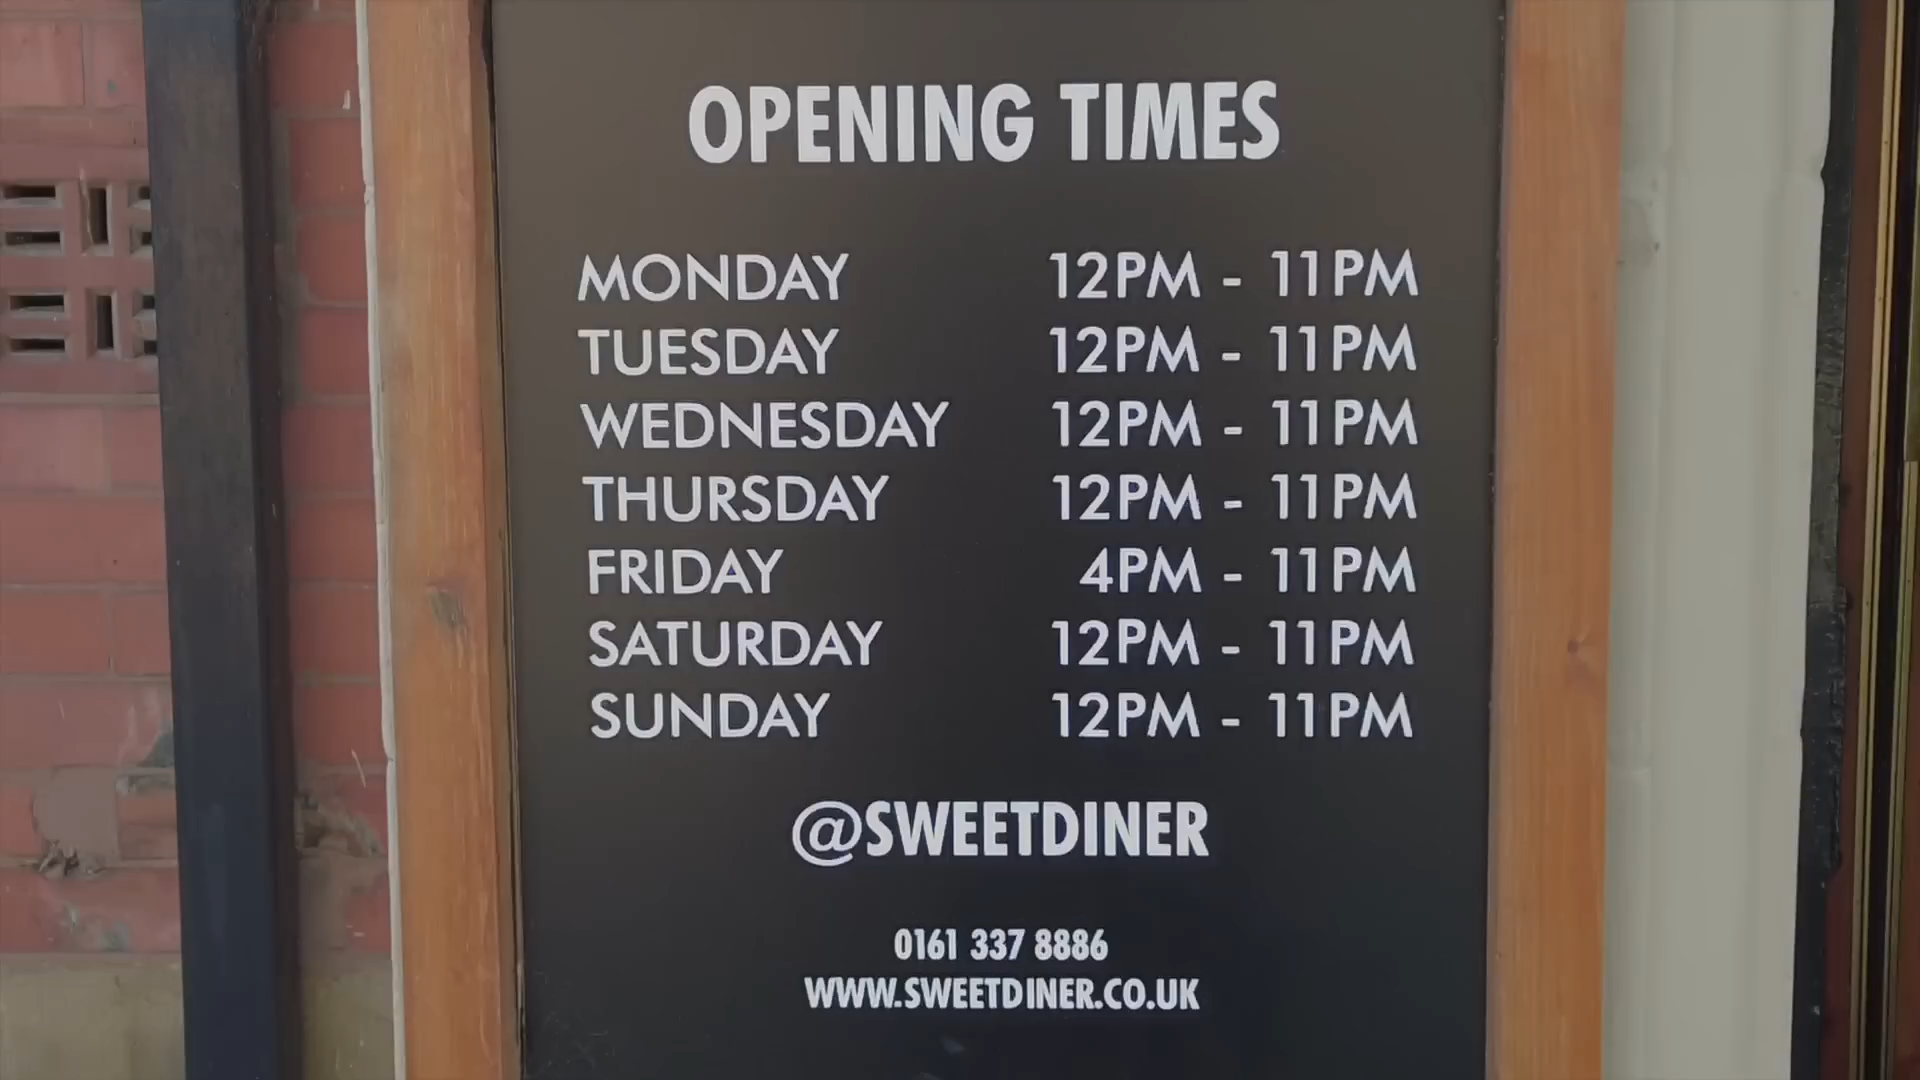 OPENING TIMES
MONDAY 12PM - 11PM
TUESDAY 12PM - 11PM
WEDNESDAY 12PM - 11PM
THURSDAY 12PM - 11PM
FRIDAY 4PM - 11PM
SATURDAY 12PM - 11PM
SUNDAY 12PM - 11PM
@SWEETDINER
0161 337 8886
WWW.SWEETDINER.CO.UK